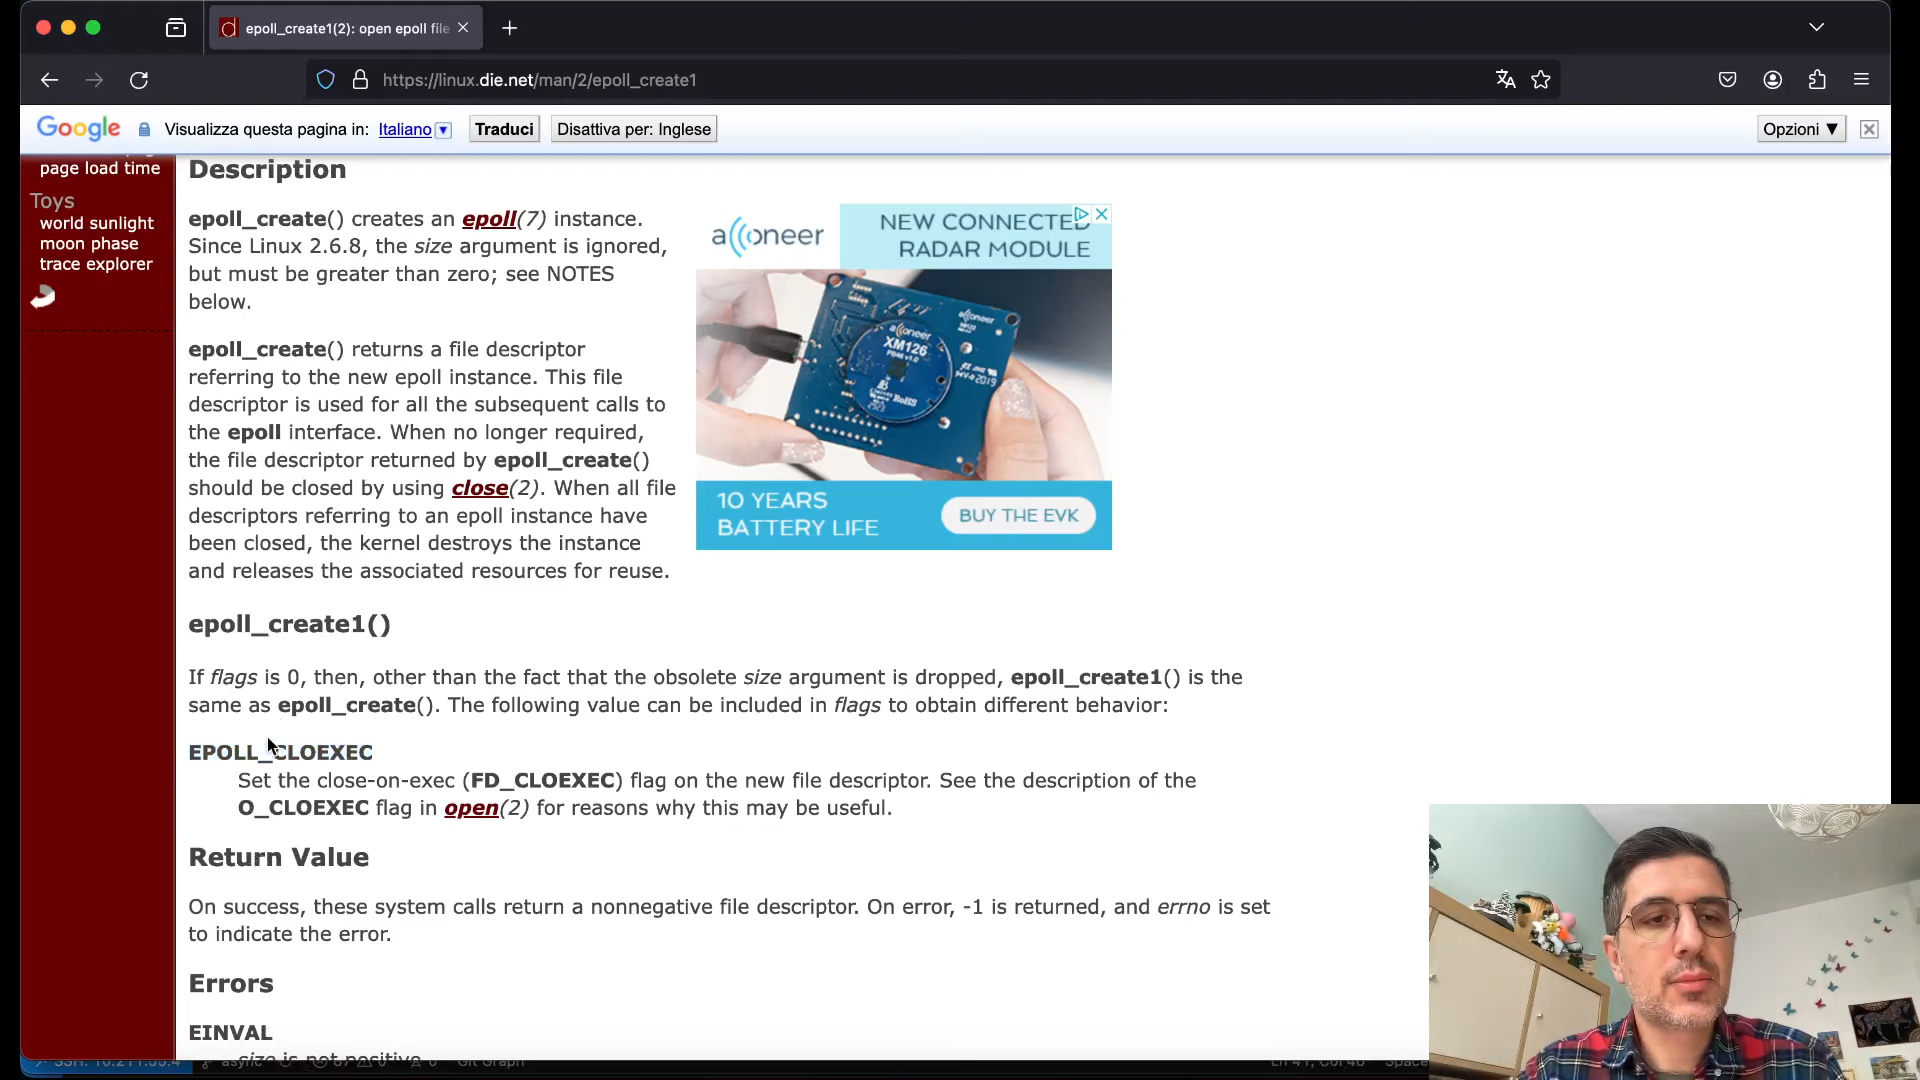 epoll_create1(2): open epoll file
https://linux.die.net/man/2/epoll_create1
Google Visualizza questa pagina in: Italiano Traduci Disattiva per: Inglese Opzioni ▼
page load time
Toys
world sunlight
moon phase
trace explorer
Description
epoll_create() creates an epoll(7) instance.
Since Linux 2.6.8, the size argument is ignored,
but must be greater than zero; see NOTES
below.
epoll_create() returns a file descriptor
referring to the new epoll instance. This file
descriptor is used for all the subsequent calls to
the epoll interface. When no longer required,
the file descriptor returned by epoll_create()
should be closed by using close(2). When all file
descriptors referring to an epoll instance have
been closed, the kernel destroys the instance
and releases the associated resources for reuse.
acconeer
NEW CONNECTED
RADAR MODULE
acconeer
acconeer
XM126
RoHS
10 YEARS
BATTERY LIFE
BUY THE EVK
epoll_create1()
If flags is 0, then, other than the fact that the obsolete size argument is dropped, epoll_create1() is the
same as epoll_create(). The following value can be included in flags to obtain different behavior:
EPOLL_CLOEXEC
Set the close-on-exec (FD_CLOEXEC) flag on the new file descriptor. See the description of the
O_CLOEXEC flag in open(2) for reasons why this may be useful.
Return Value
On success, these system calls return a nonnegative file descriptor. On error, -1 is returned, and errno is set
to indicate the error.
Errors
EINVAL
size is not positive
async
Git Graph